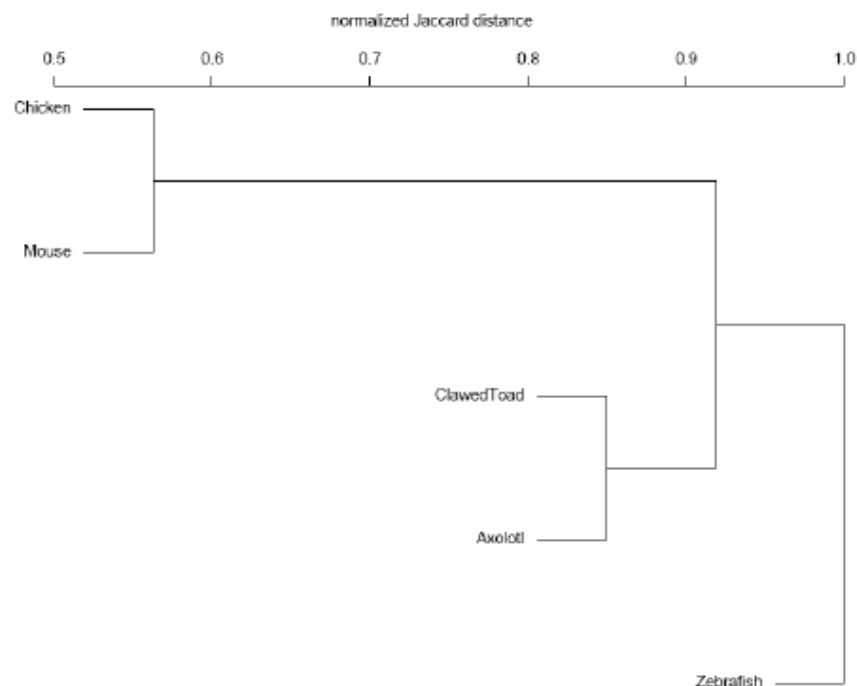 normalized Jaccard distance
0.5 0.6 0.7 0.8 0.9 1.0
Chicken
Mouse
ClawedToad
Axolotl
Zebrafish